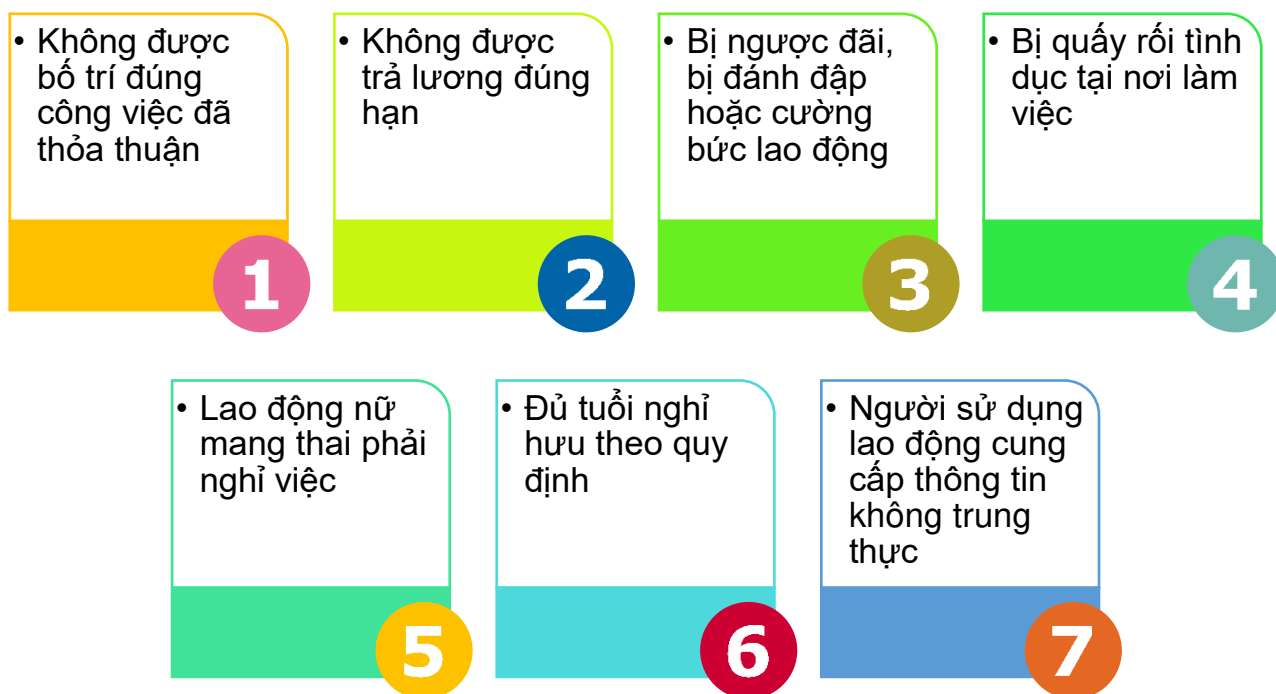 • Không được
bố trí đúng
công việc đã
thỏa thuận
1
• Không được
trả lương đúng
hạn
2
• Bị ngược đãi,
bị đánh đập
hoặc cưỡng
bức lao động
3
• Bị quấy rối tình
dục tại nơi làm
việc
4
• Lao động nữ
mang thai phải
nghỉ việc
5
• Đủ tuổi nghỉ
hưu theo quy
định
6
• Người sử dụng
lao động cung
cấp thông tin
không trung
thực
7